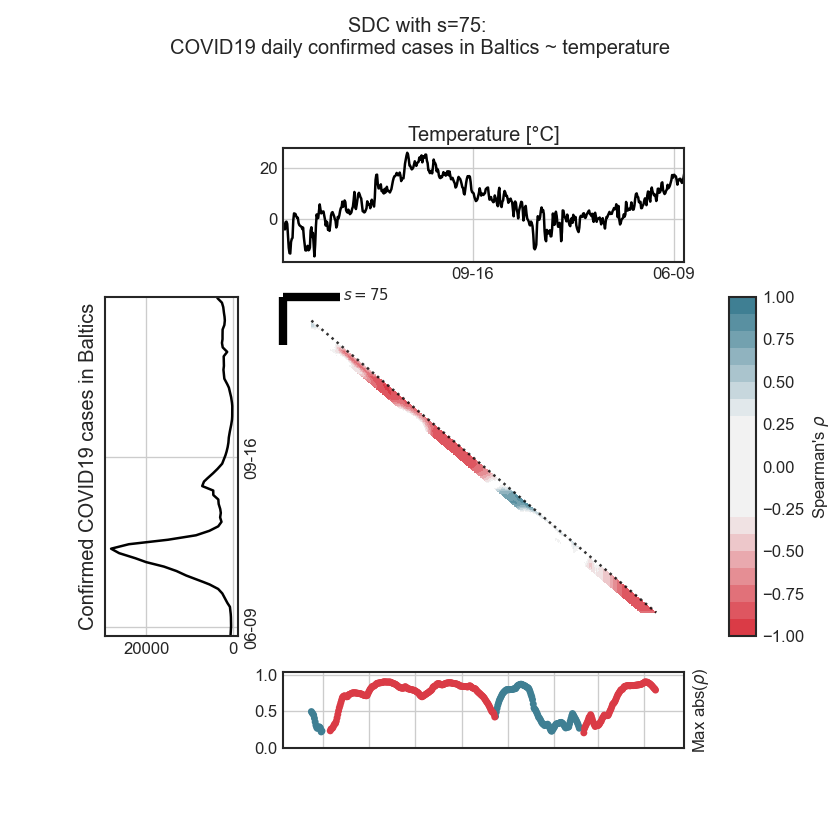 SDC with s=75:
COVID19 daily confirmed cases in Baltics ~ temperature
Temperature [°C]
20
0
09-16
06-09
s = 75
Confirmed COVID19 cases in Baltics
09-16
06-09
20000
0
1.00
0.75
0.50
0.25
0.00
−0.25
−0.50
−0.75
−1.00
Spearman's ρ
1.0
0.5
0.0
Max abs(ρ)